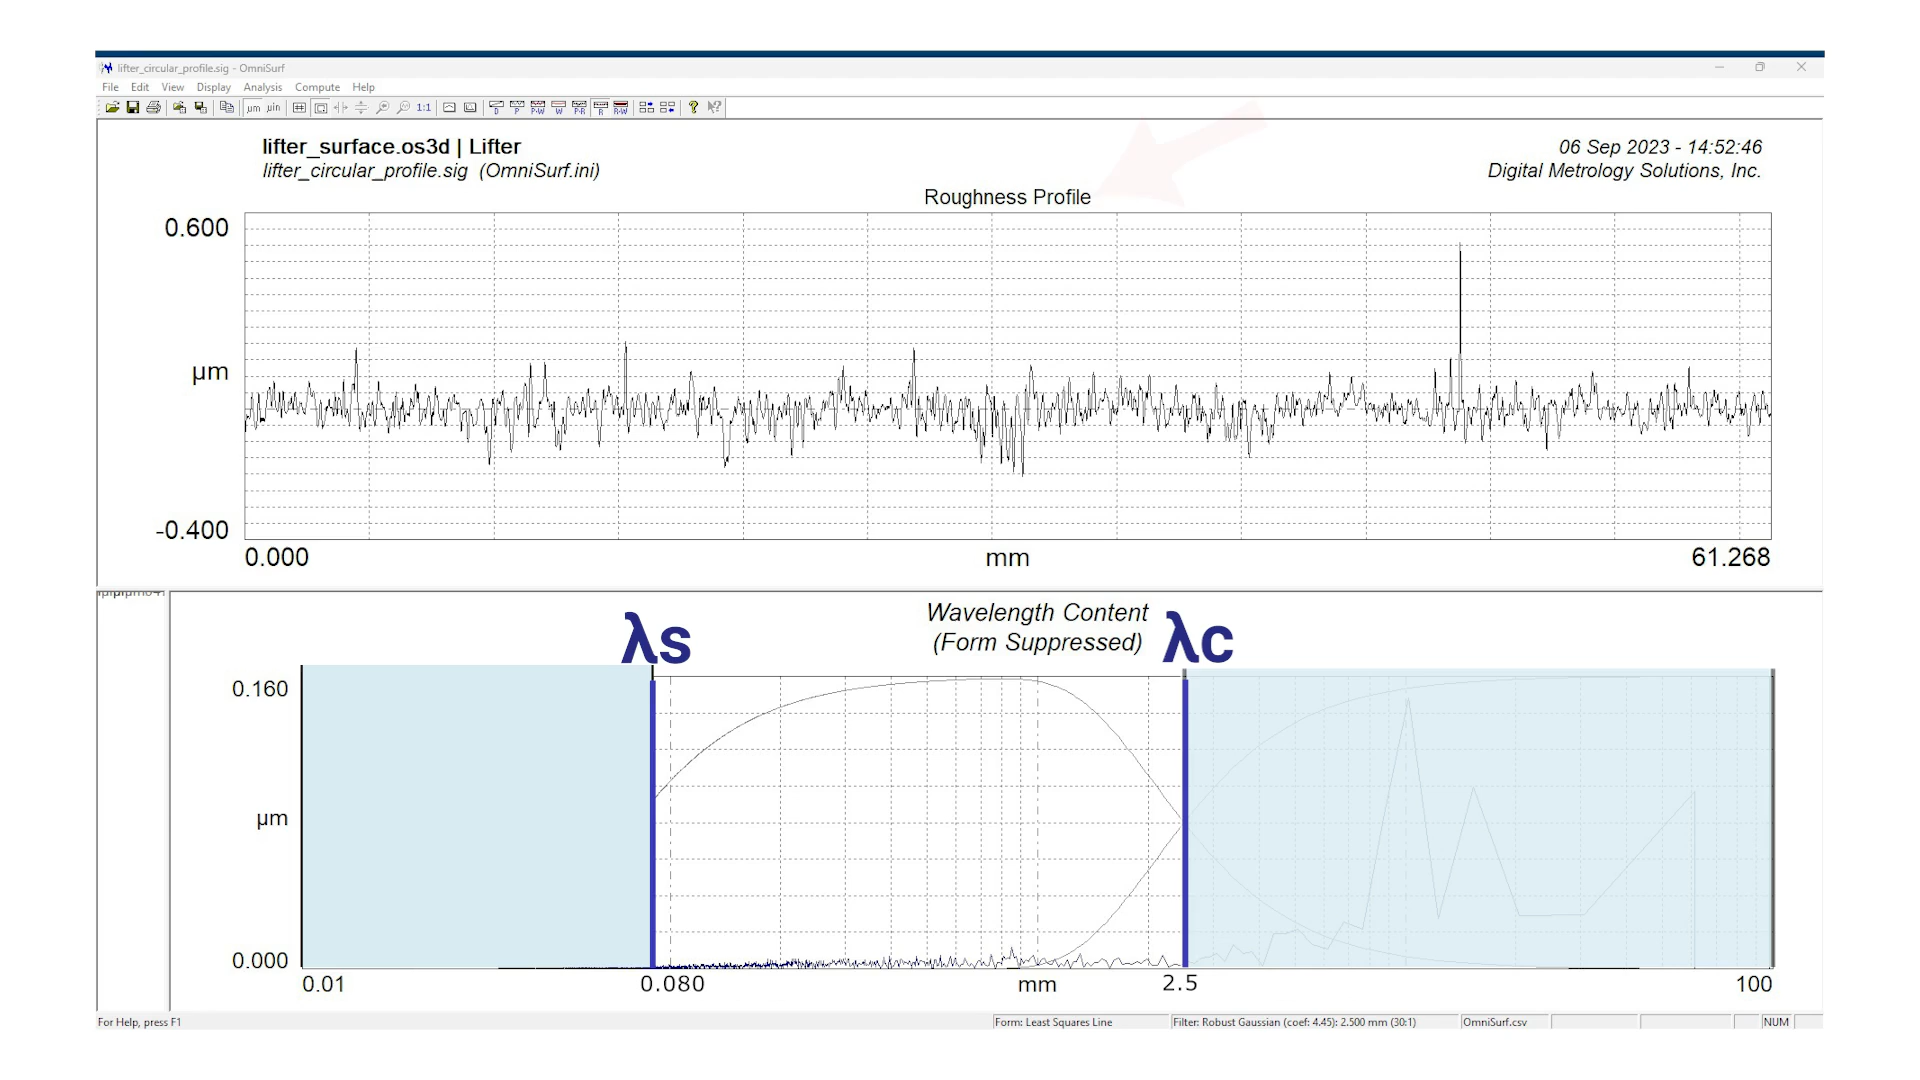 lifter_circular_profile.sig - OmniSurf
File Edit View Display Analysis Compute Help
µm µin 1:1 D P P-W W P-R R R-W
lifter_surface.os3d | Lifter
lifter_circular_profile.sig (OmniSurf.ini)
06 Sep 2023 - 14:52:46
Digital Metrology Solutions, Inc.
Roughness Profile
0.600
µm
-0.400
0.000 mm 61.268
Wavelength Content
(Form Suppressed)
λs
λc
0.160
µm
0.000
0.01 0.080 mm 2.5 100
For Help, press F1
Form: Least Squares Line
Filter: Robust Gaussian (coef: 4.45): 2.500 mm (30:1)
OmniSurf.csv
NUM